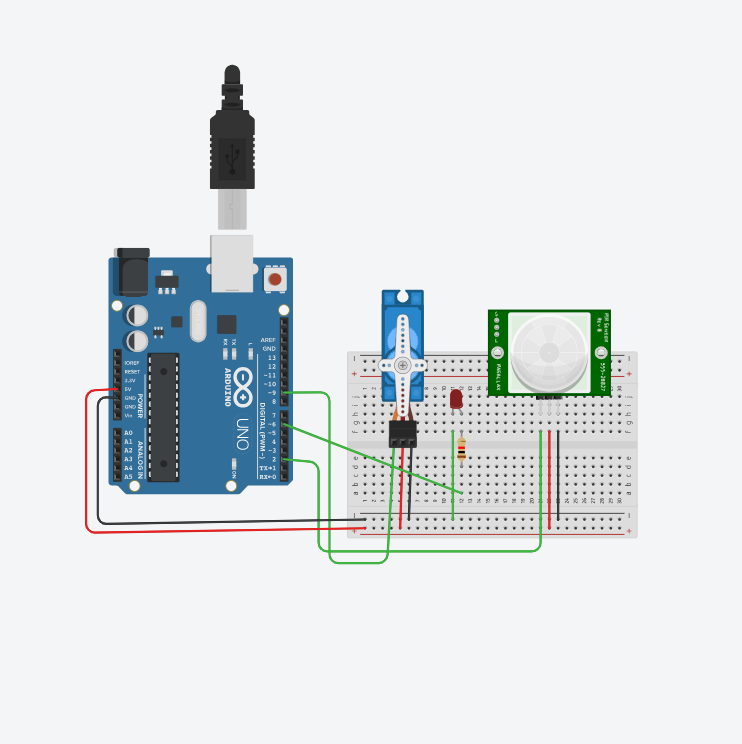 AREF
GND
13
12
~11
~10
~9
8
7
~6
~5
4
~3
2
TX→1
RX←0
DIGITAL (PWM~)
IOREF
RESET
3.3V
5V
GND
GND
Vin
POWER
A0
A1
A2
A3
A4
A5
ANALOG IN
RX
TX
L
ARDUINO
UNO
ON
PIR Sensor
Rev B
PARALLAX
555-28027